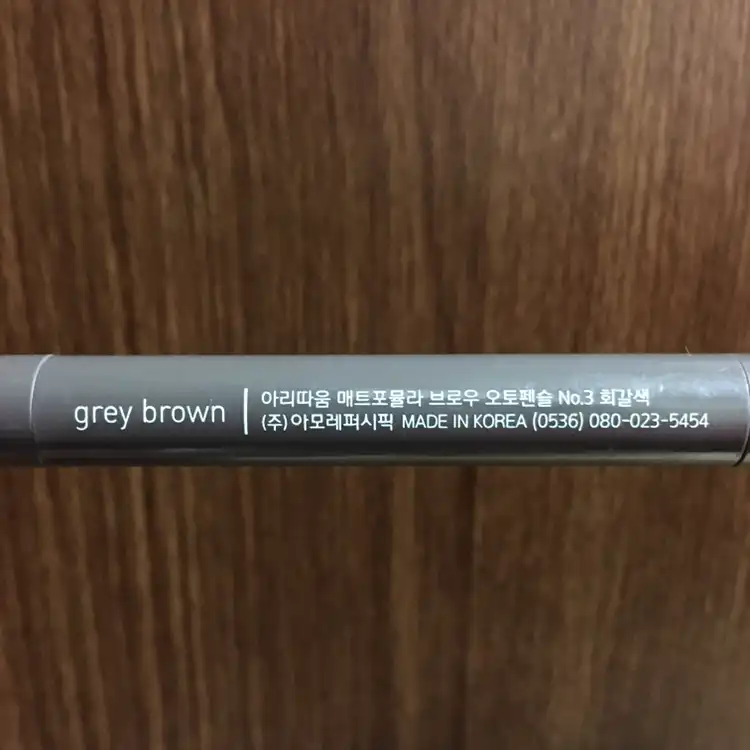 grey brown
아리따움 매트포뮬라 브로우 오토펜슬 No.3 회갈색
(주)아모레퍼시픽 MADE IN KOREA (0536) 080-023-5454